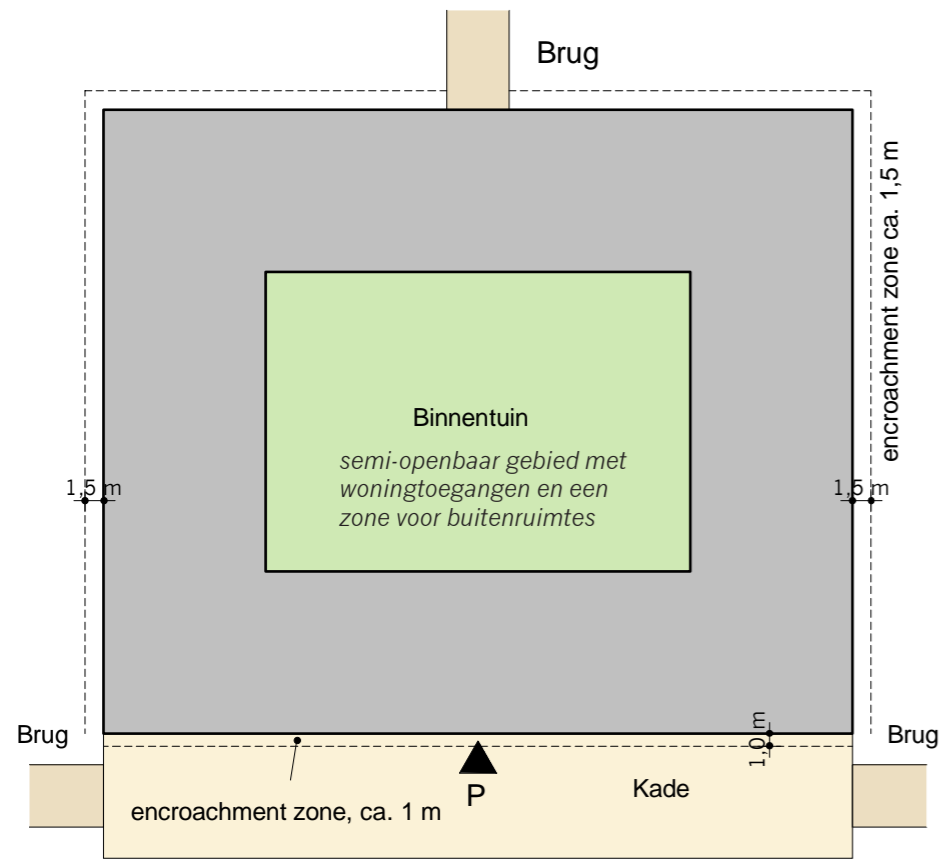 Brug
encroachment zone ca. 1,5 m
Binnentuin
semi-openbaar gebied met
woningtoegangen en een
zone voor buitenruimtes
1,5 m
1,5 m
Brug
1,0 m
Brug
P
Kade
encroachment zone, ca. 1 m